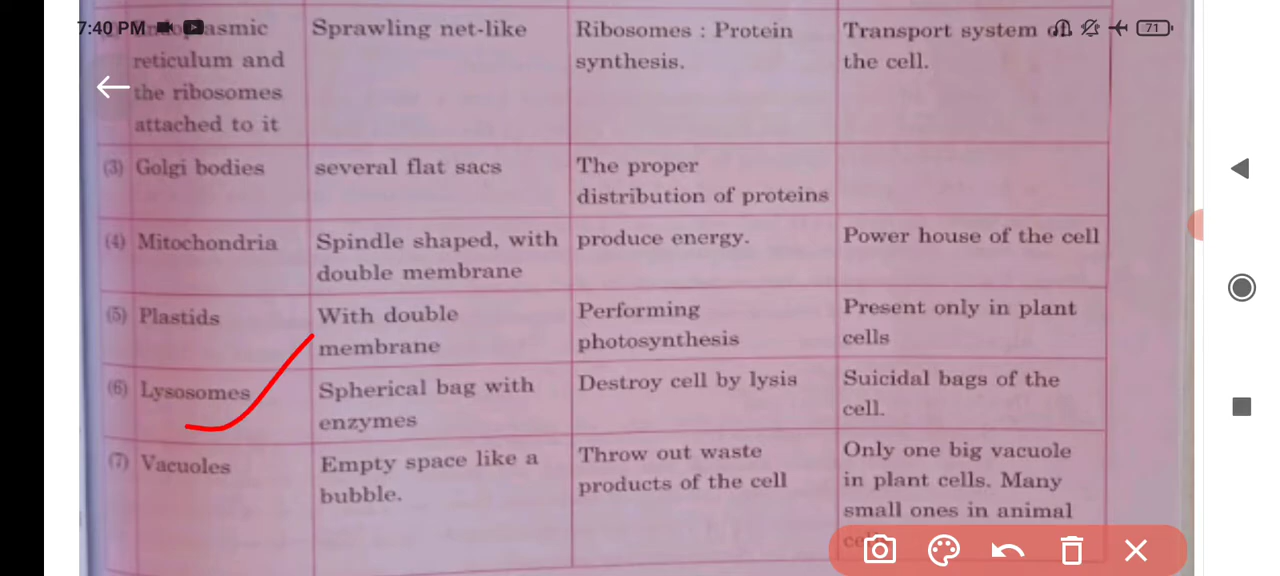 7:40 PM
71
asmic
reticulum and
the ribosomes
attached to it
Sprawling net-like
Ribosomes : Protein
synthesis.
Transport system
the cell.
(3) Golgi bodies
several flat sacs
The proper
distribution of proteins
(4) Mitochondria
Spindle shaped, with
double membrane
produce energy.
Power house of the cell
(5) Plastids
With double
membrane
Performing
photosynthesis
Present only in plant
cells
(6) Lysosomes
Spherical bag with
enzymes
Destroy cell by lysis
Suicidal bags of the
cell.
(7) Vacuoles
Empty space like a
bubble.
Throw out waste
products of the cell
Only one big vacuole
in plant cells. Many
small ones in animal